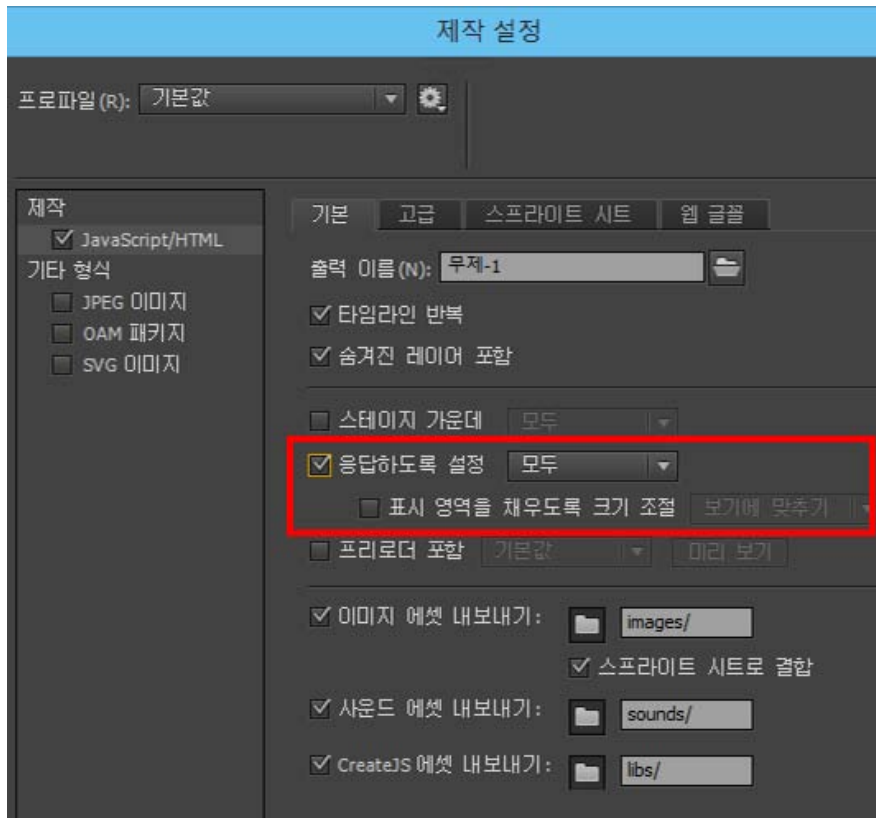 제작 설정
프로파일(R): 기본값
제작
JavaScript/HTML
기타 형식
JPEG 이미지
OAM 패키지
SVG 이미지
기본 고급 스프라이트 시트 웹 글꼴
출력 이름(N): 무제-1
타임라인 반복
숨겨진 레이어 포함
스테이지 가운데 모두
응답하도록 설정 모두
표시 영역을 채우도록 크기 조절 보기에 맞추기
프리로더 포함 기본값 미리 보기
이미지 에셋 내보내기: images/
스프라이트 시트로 결합
사운드 에셋 내보내기: sounds/
CreateJS 에셋 내보내기: libs/